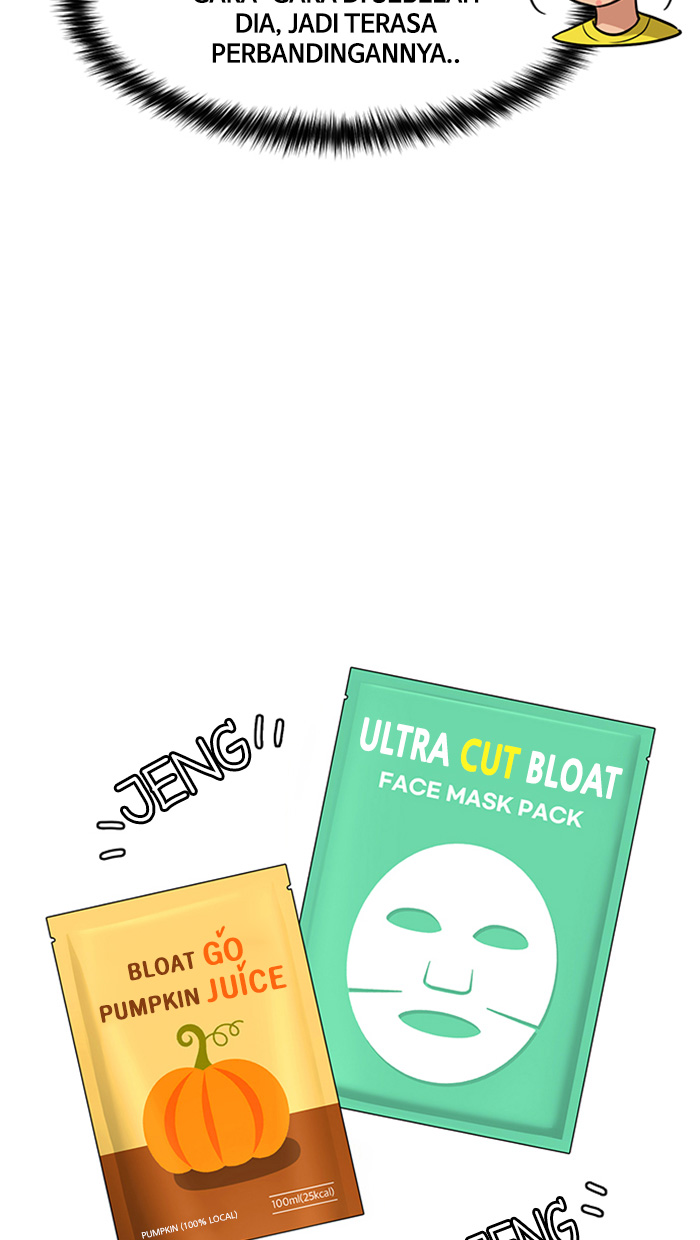 DIA, JADI TERASA
PERBANDINGANNYA..
JENG
ULTRA CUT BLOAT
FACE MASK PACK
BLOAT GO
PUMPKIN JUICE
100ml(25kcal)
PUMPKIN (100% LOCAL)
JENG